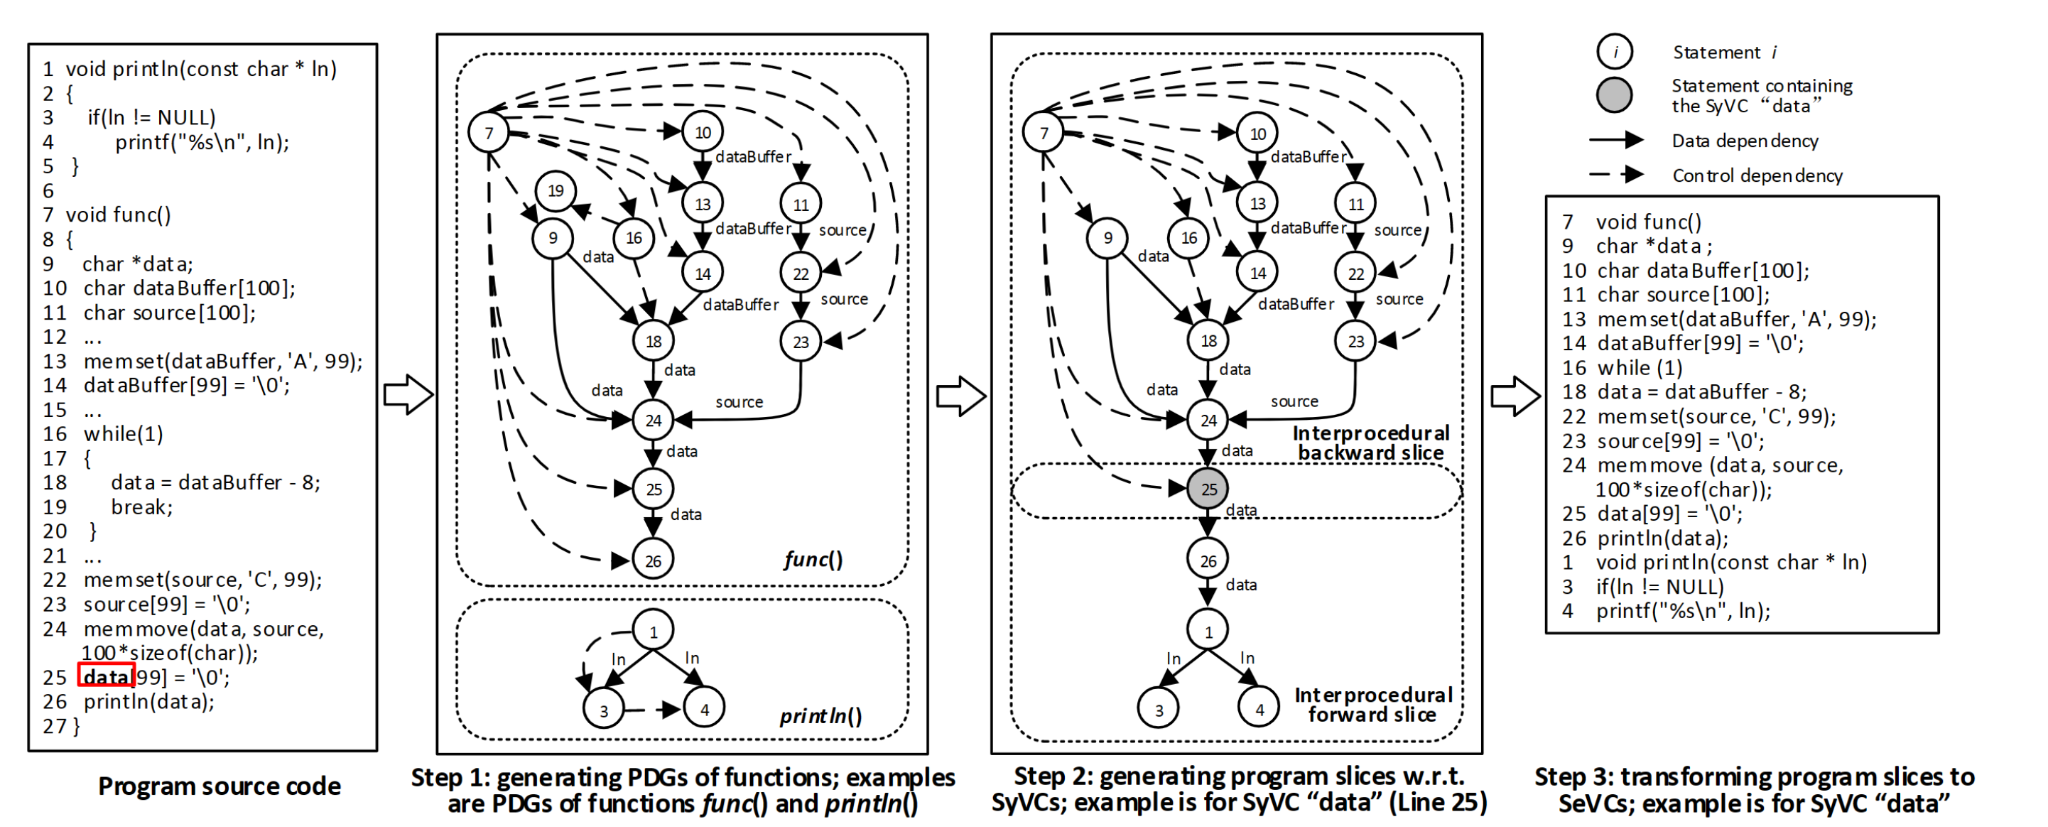 1 void println(const char * ln)
2 {
3 if(ln != NULL)
4 printf("%s\n", ln);
5 }
6
7 void func()
8 {
9 char *data;
10 char dataBuffer[100];
11 char source[100];
12 ...
13 memset(dataBuffer, 'A', 99);
14 dataBuffer[99] = '\0';
15 ...
16 while(1)
17 {
18 data = dataBuffer - 8;
19 break;
20 }
21 ...
22 memset(source, 'C', 99);
23 source[99] = '\0';
24 memmove(data, source,
100*sizeof(char));
25 data[99] = '\0';
26 println(data);
27 }
Program source code
7
10
dataBuffer
19
13
11
9
16
dataBuffer
source
data
14
22
dataBuffer
source
18
23
data
data
source
24
data
25
data
26
func()
1
ln
ln
3
4
println()
Step 1: generating PDGs of functions; examples
are PDGs of functions func() and println()
7
10
dataBuffer
13
11
9
16
dataBuffer
source
data
14
22
dataBuffer
source
18
23
data
data
source
24
Interprocedural
backward slice
data
25
data
26
data
1
ln
ln
3
4
Interprocedural
forward slice
Step 2: generating program slices w.r.t.
SyVCs; example is for SyVC “data” (Line 25)
i Statement i
Statement containing
the SyVC “data”
Data dependency
Control dependency
7 void func()
9 char *data ;
10 char dataBuffer[100];
11 char source[100];
13 memset(dataBuffer, 'A', 99);
14 dataBuffer[99] = '\0';
16 while (1)
18 data = dataBuffer - 8;
22 memset(source, 'C', 99);
23 source[99] = '\0';
24 memmove (data, source,
100*sizeof(char));
25 data[99] = '\0';
26 println(data);
1 void println(const char * ln)
3 if(ln != NULL)
4 printf("%s\n", ln);
Step 3: transforming program slices to
SeVCs; example is for SyVC “data”